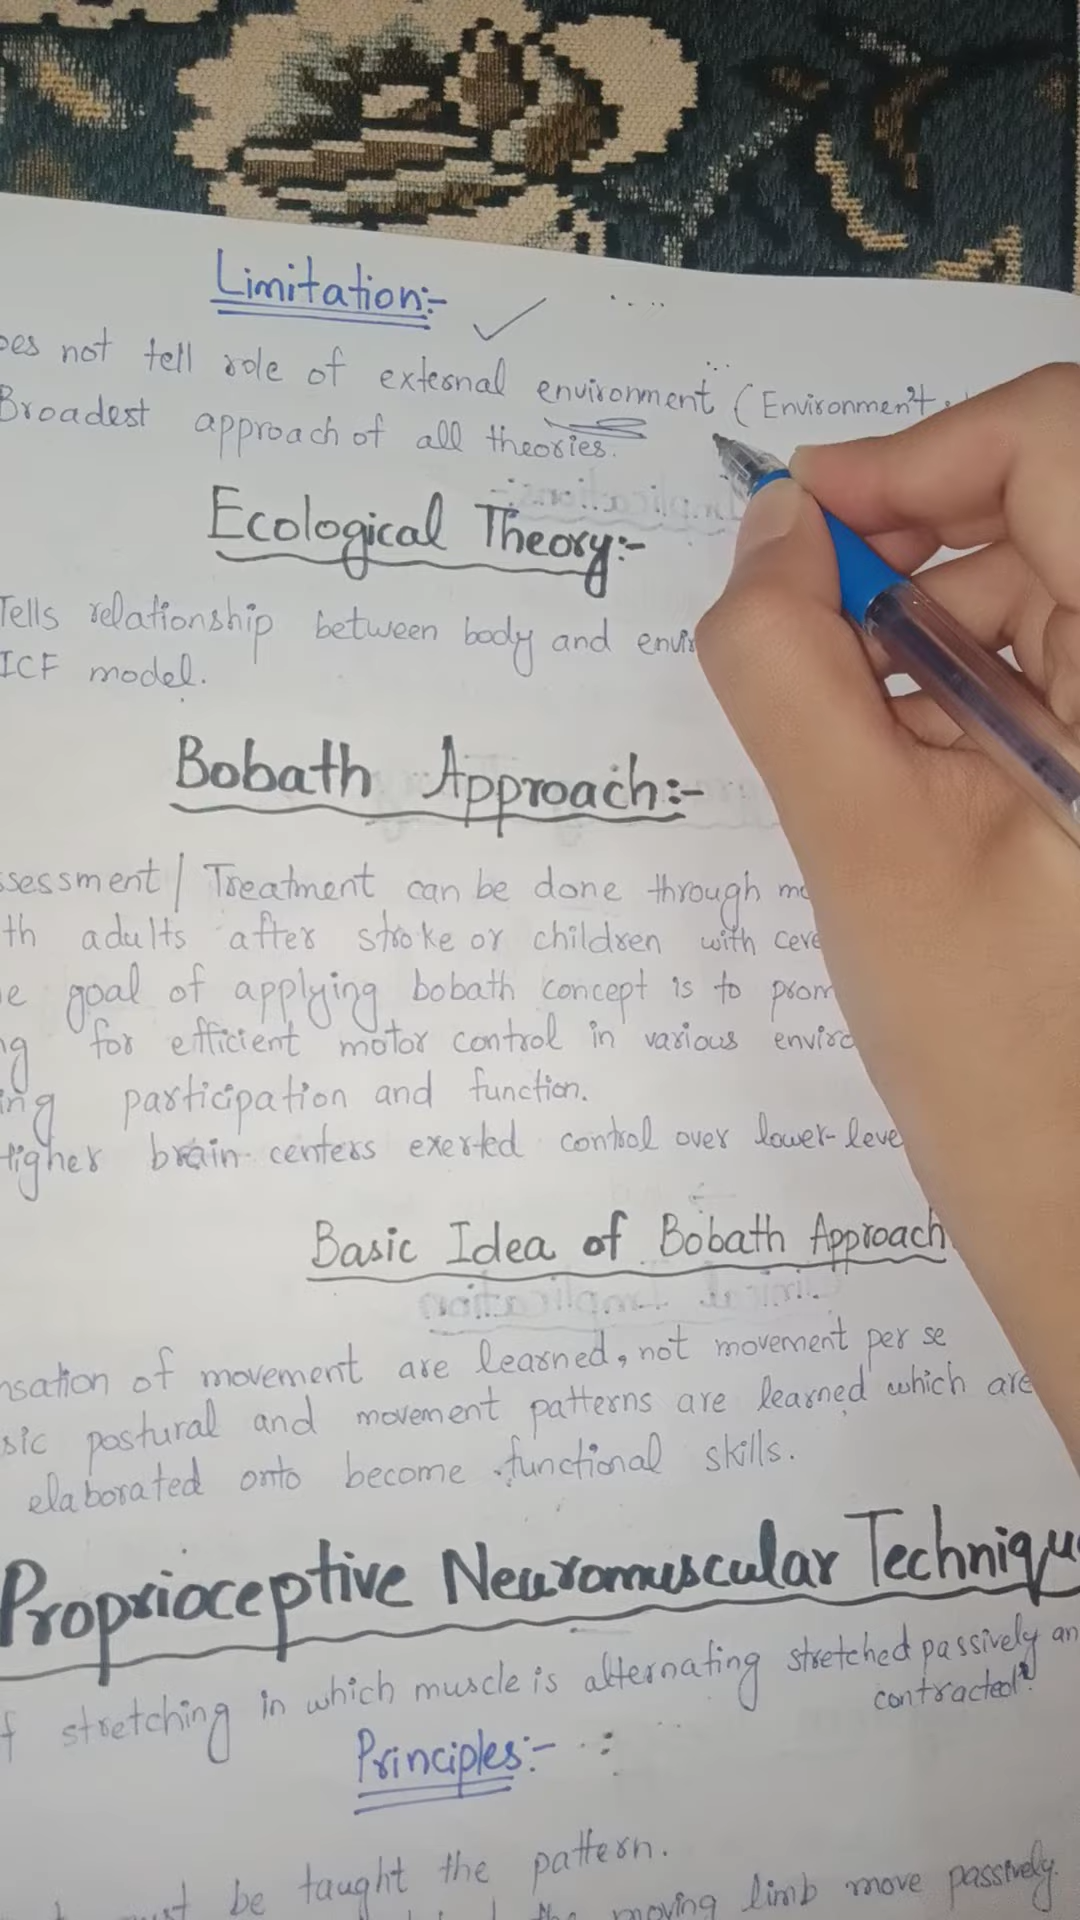 Limitation:-
not tell role of external environment (Environment
Broadest approach of all theories.
Ecological Theory:-
Tells relationship between body and
ICF model.
Bobath Approach:-
Treatment can be done through
adults after stroke or children with
goal of applying bobath concept is to
for efficient motor control in various
participation and function.
Higher brain centers exerted control over lower-
Basic Idea of Bobath Approach
of movement are learned, not movement per se
postural and movement patterns are learned which are
elaborated onto become functional skills.
Proprioceptive Neuromuscular
stretching in which muscle is alternating stretched passively
contracted.
Principles:-
be taught the pattern.
the moving limb move passively.